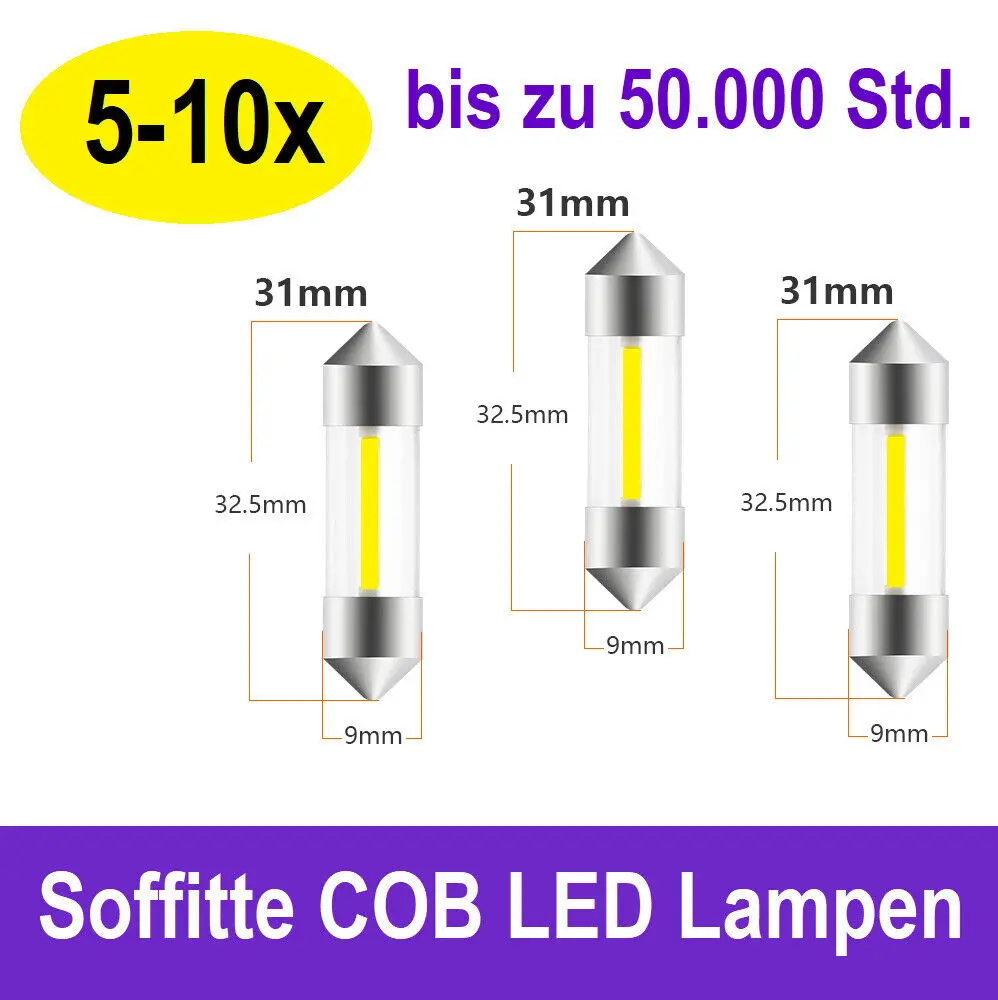 5-10x
bis zu 50.000 Std.
31mm
31mm
31mm
32.5mm
32.5mm
32.5mm
9mm
9mm
9mm
Soffitte COB LED Lampen